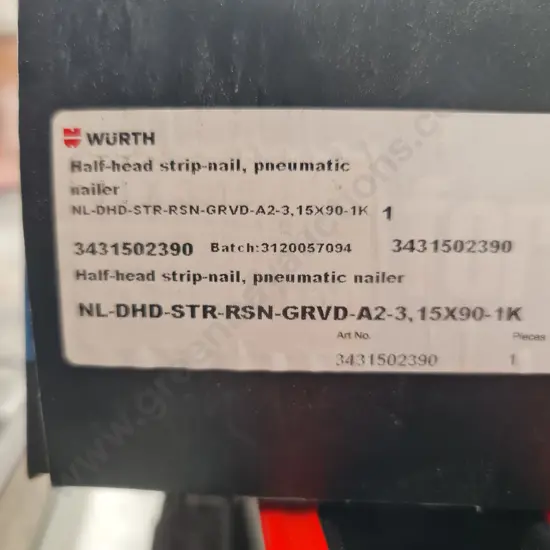 WÜRTH
Half-head strip-nail, pneumatic
nailer
NL-DHD-STR-RSN-GRVD-A2-3,15X90-1K 1
3431502390 Batch:3120057094 3431502390
Half-head strip-nail, pneumatic nailer
NL-DHD-STR-RSN-GRVD-A2-3,15X90-1K
Art No. Pieces
3431502390 1